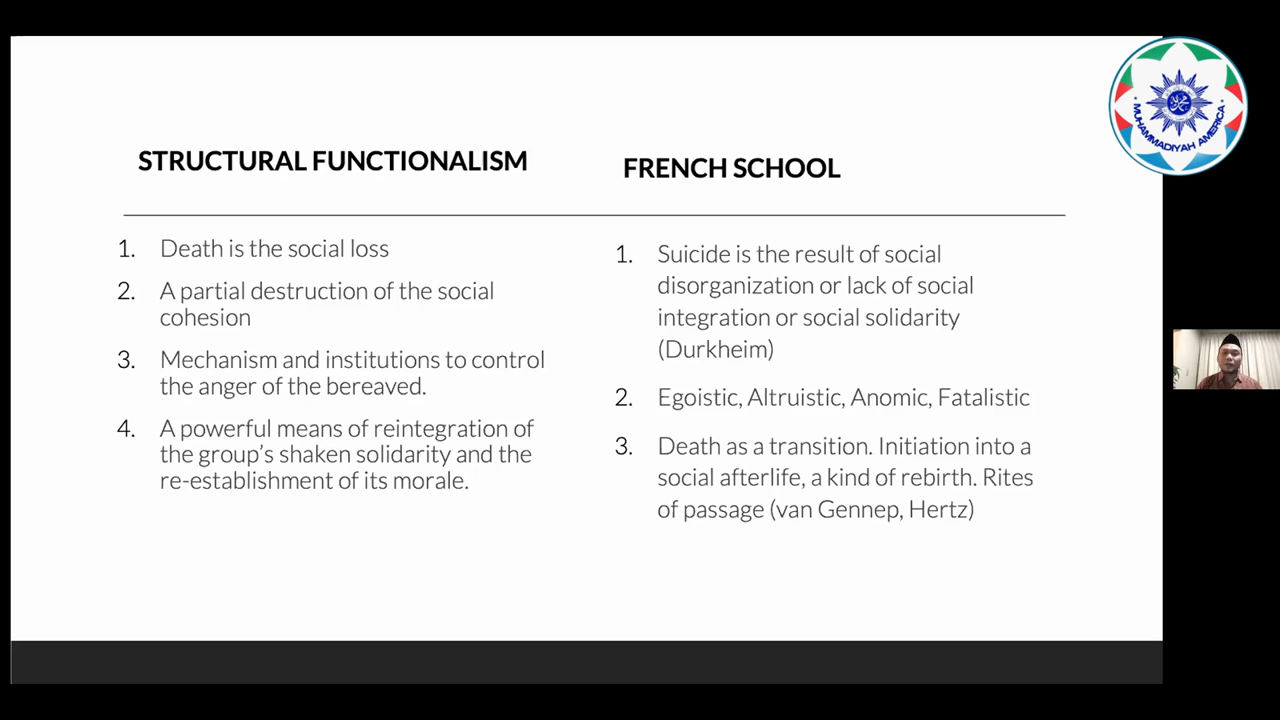 STRUCTURAL FUNCTIONALISM
1. Death is the social loss
2. A partial destruction of the social
cohesion
3. Mechanism and institutions to control
the anger of the bereaved.
4. A powerful means of reintegration of
the group's shaken solidarity and the
re-establishment of its morale.
FRENCH SCHOOL
1. Suicide is the result of social
disorganization or lack of social
integration or social solidarity
(Durkheim)
2. Egoistic, Altruistic, Anomic, Fatalistic
3. Death as a transition. Initiation into a
social afterlife, a kind of rebirth. Rites
of passage (van Gennep, Hertz)
MUHAMMADIYAH AMERICA